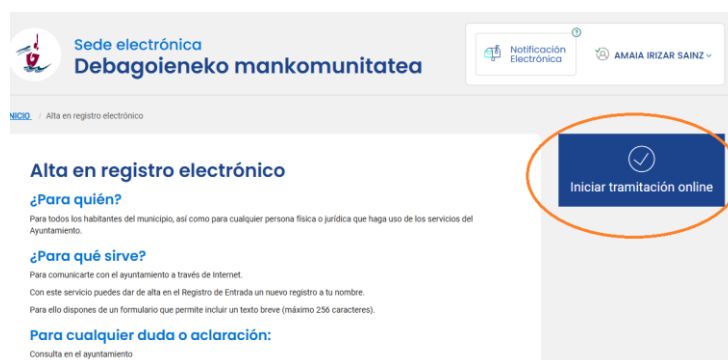 Sede electrónica
Debagoieneko mankomunitatea
Notificación
Electrónica
?
AMAIA IRIZAR SAINZ
NICIO / Alta en registro electrónico
Alta en registro electrónico
¿Para quién?
Para todos los habitantes del municipio, así como para cualquier persona física o jurídica que haga uso de los servicios del
Ayuntamiento.
¿Para qué sirve?
Para comunicarte con el ayuntamiento a través de Internet.
Con este servicio puedes dar de alta en el Registro de Entrada un nuevo registro a tu nombre.
Para ello dispones de un formulario que permite incluir un texto breve (máximo 256 caracteres).
Para cualquier duda o aclaración:
Consulta en el ayuntamiento
Iniciar tramitación online